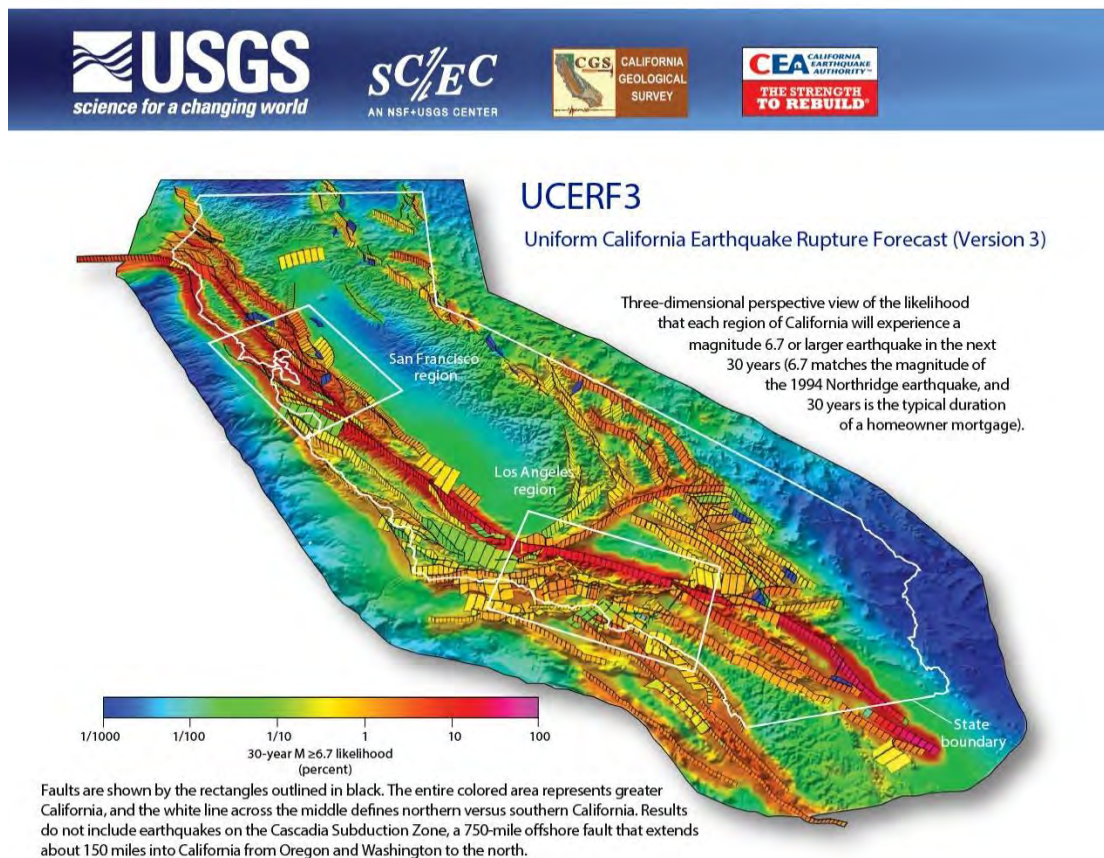 USGS
science for a changing world
SC/EC
AN NSF+USGS CENTER
CGS
CALIFORNIA
GEOLOGICAL
SURVEY
CEA CALIFORNIA
EARTHQUAKE
AUTHORITY™
THE STRENGTH
TO REBUILD®
UCERF3
Uniform California Earthquake Rupture Forecast (Version 3)
Three-dimensional perspective view of the likelihood
that each region of California will experience a
magnitude 6.7 or larger earthquake in the next
30 years (6.7 matches the magnitude of
the 1994 Northridge earthquake, and
30 years is the typical duration
of a homeowner mortgage).
San Francisco
region
Los Angeles
region
State
boundary
1/1000 1/100 1/10 1 10 100
30-year M ≥6.7 likelihood
(percent)
Faults are shown by the rectangles outlined in black. The entire colored area represents greater
California, and the white line across the middle defines northern versus southern California. Results
do not include earthquakes on the Cascadia Subduction Zone, a 750-mile offshore fault that extends
about 150 miles into California from Oregon and Washington to the north.